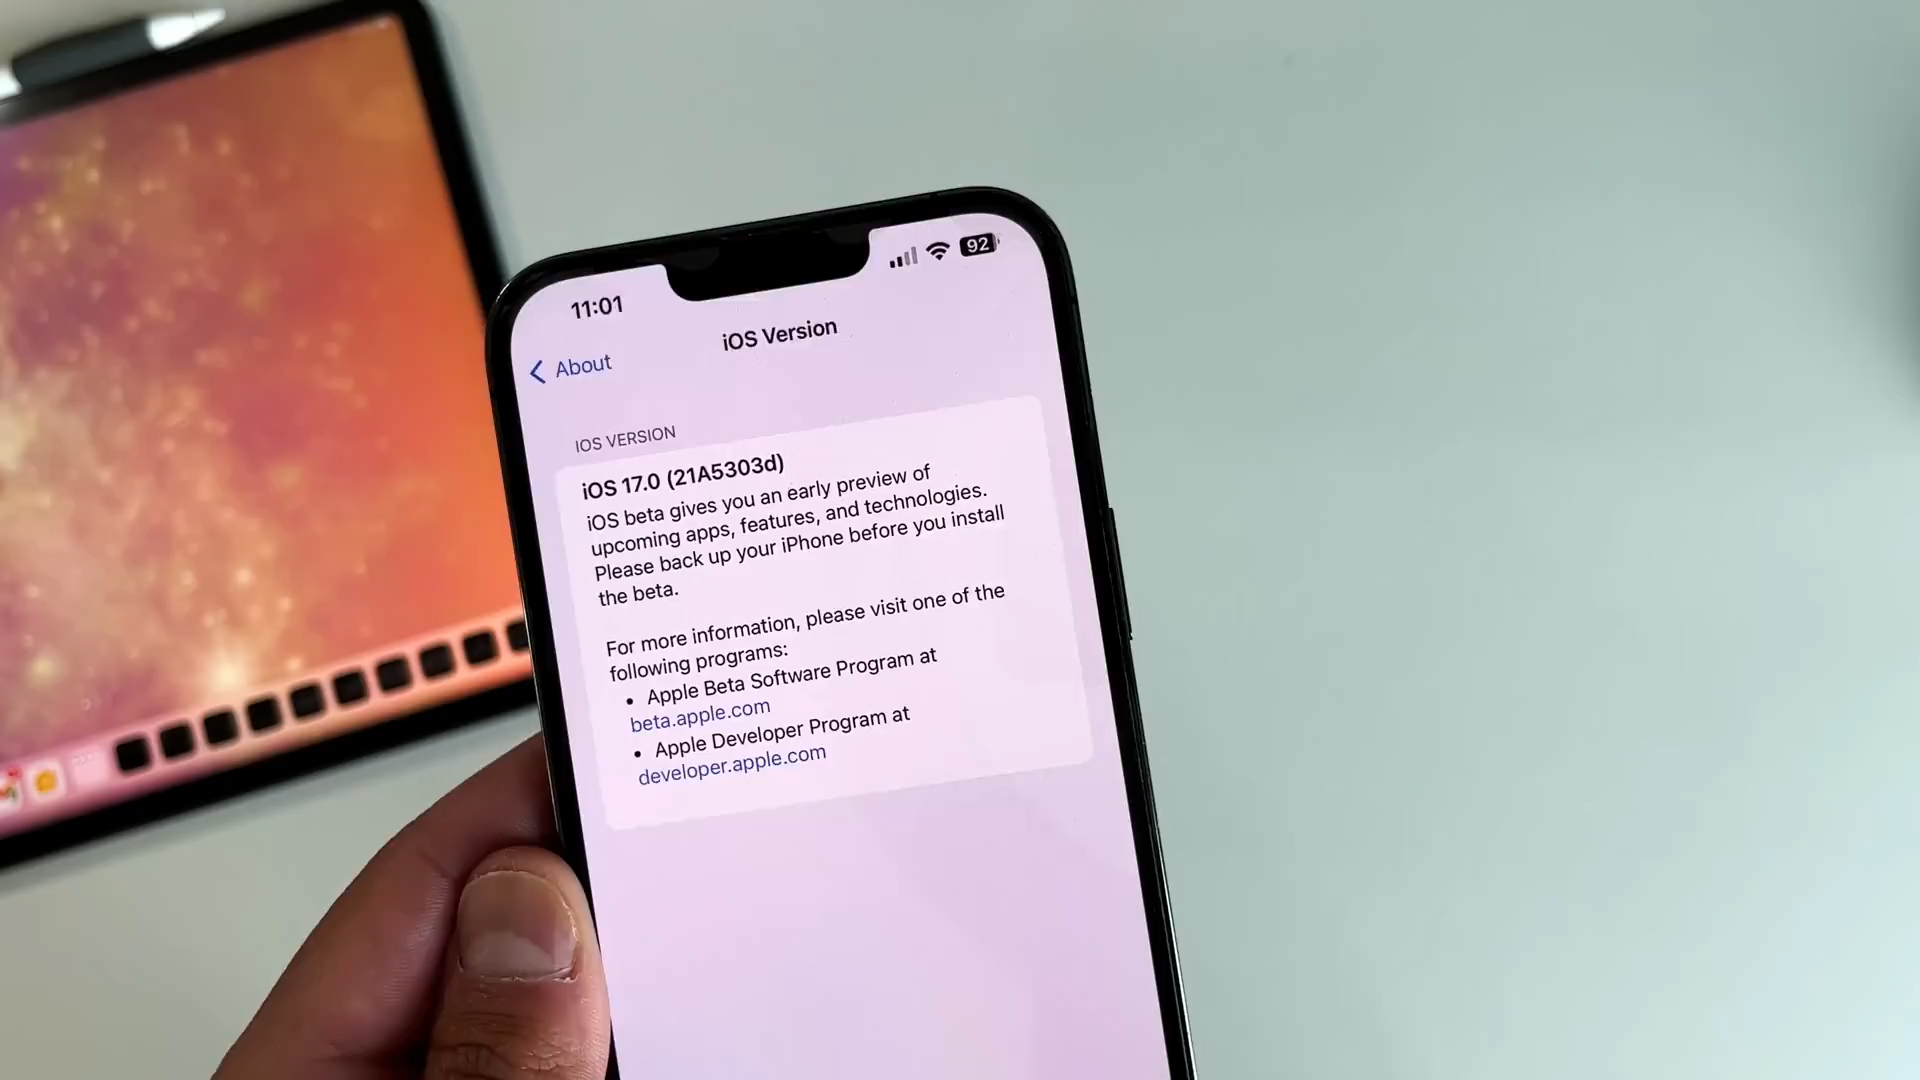 11:01
92
iOS Version
About
IOS VERSION
iOS 17.0 (21A5303d)
iOS beta gives you an early preview of
upcoming apps, features, and technologies.
Please back up your iPhone before you install
the beta.
For more information, please visit one of the
following programs:
• Apple Beta Software Program at
beta.apple.com
• Apple Developer Program at
developer.apple.com